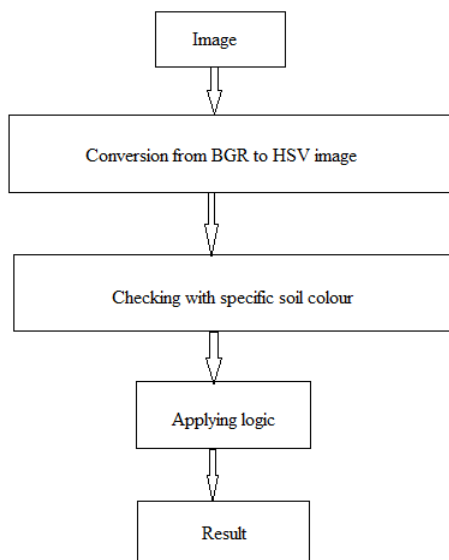 Image
Conversion from BGR to HSV image
Checking with specific soil colour
Applying logic
Result